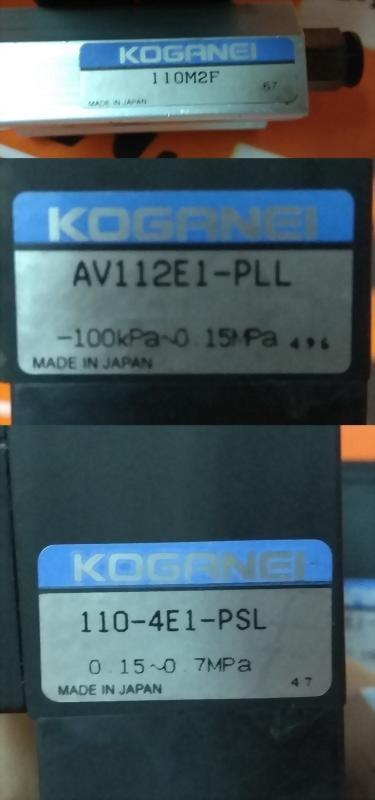 KOGANEI
110M2F
67
MADE IN JAPAN
KOGANEI
AV112E1-PLL
-100kPa~0.15MPa 496
MADE IN JAPAN
KOGANEI
110-4E1-PSL
0.15~0.7MPa
MADE IN JAPAN 47